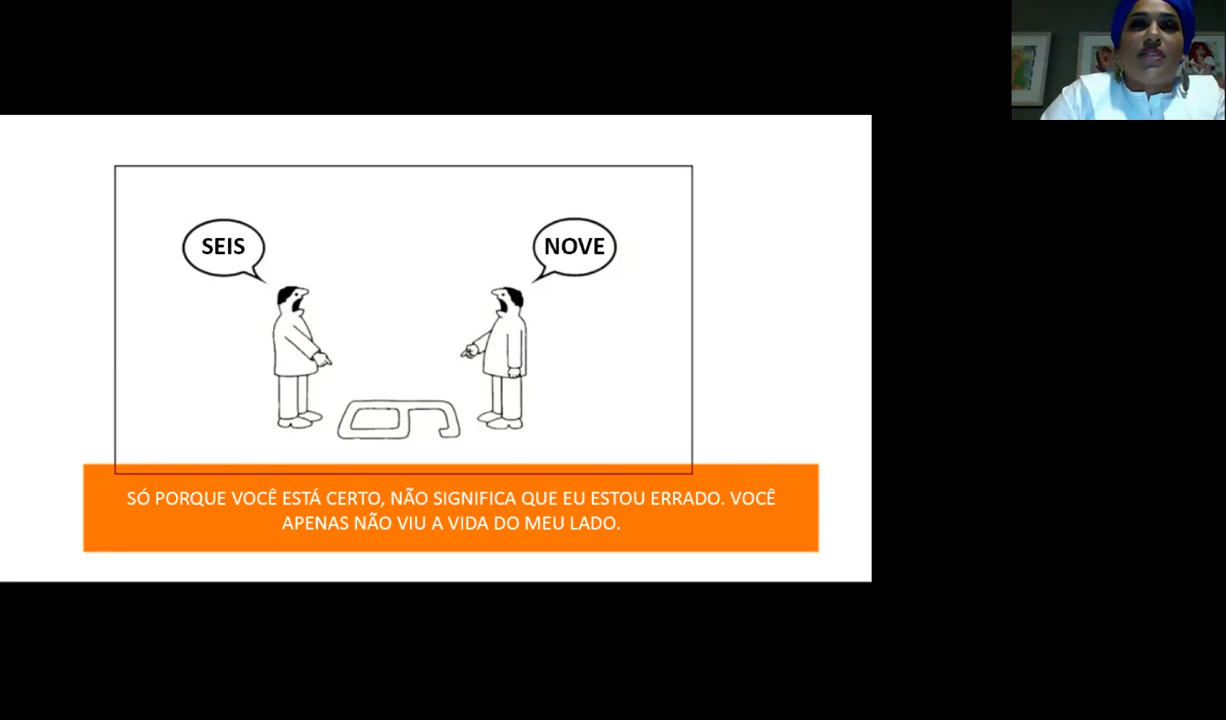 SEIS
NOVE
SÓ PORQUE VOCÊ ESTÁ CERTO, NÃO SIGNIFICA QUE EU ESTOU ERRADO. VOCÊ
APENAS NÃO VIU A VIDA DO MEU LADO.